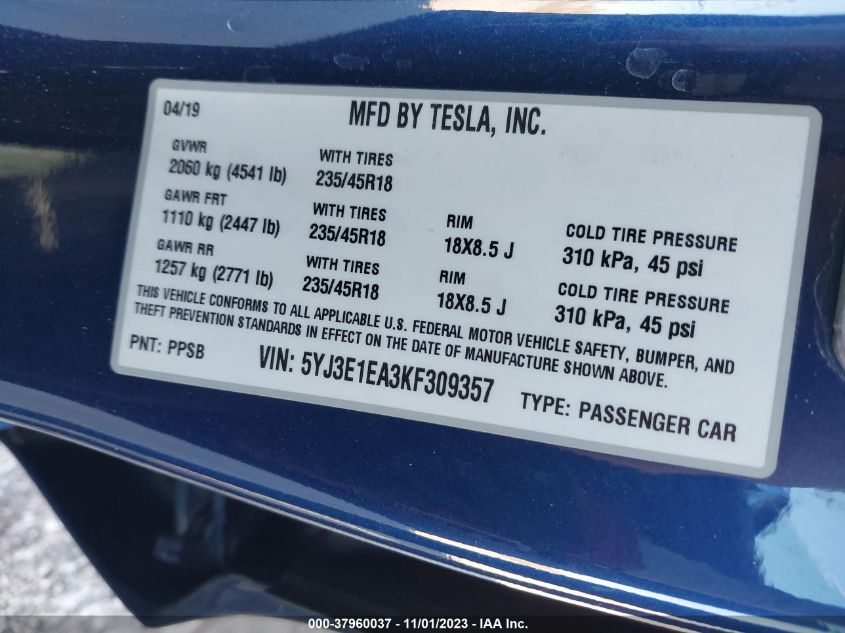 04/19
MFD BY TESLA, INC.
GVWR
2060 kg (4541 lb)
WITH TIRES
235/45R18
GAWR FRT
1110 kg (2447 lb)
WITH TIRES
235/45R18
RIM
18X8.5 J
COLD TIRE PRESSURE
310 kPa, 45 psi
GAWR RR
1257 kg (2771 lb)
WITH TIRES
235/45R18
RIM
18X8.5 J
COLD TIRE PRESSURE
310 kPa, 45 psi
THIS VEHICLE CONFORMS TO ALL APPLICABLE U.S. FEDERAL MOTOR VEHICLE SAFETY, BUMPER, AND
THEFT PREVENTION STANDARDS IN EFFECT ON THE DATE OF MANUFACTURE SHOWN ABOVE.
PNT: PPSB
VIN: 5YJ3E1EA3KF309357
TYPE: PASSENGER CAR
000-37960037 - 11/01/2023 - IAA Inc.